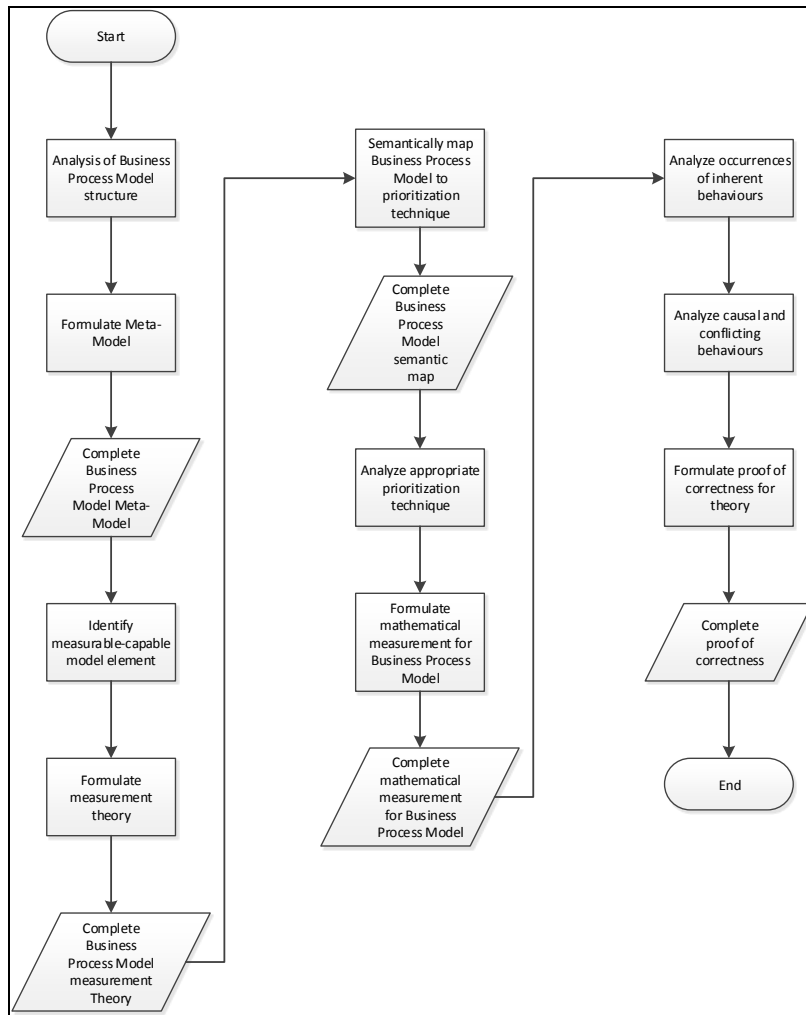 Start
Analysis of Business
Process Model
structure
Formulate Meta-
Model
Complete
Business
Process
Model Meta-
Model
Identify
measurable-capable
model element
Formulate
measurement
theory
Complete
Business
Process Model
measurement
Theory
Semantically map
Business Process
Model to
prioritization
technique
Complete
Business
Process
Model
semantic
map
Analyze appropriate
prioritization
technique
Formulate
mathematical
measurement for
Business Process
Model
Complete
mathematical
measurement
for Business
Process Model
Analyze occurrences
of inherent
behaviours
Analyze causal and
conflicting
behaviours
Formulate proof of
correctness for
theory
Complete
proof of
correctness
End